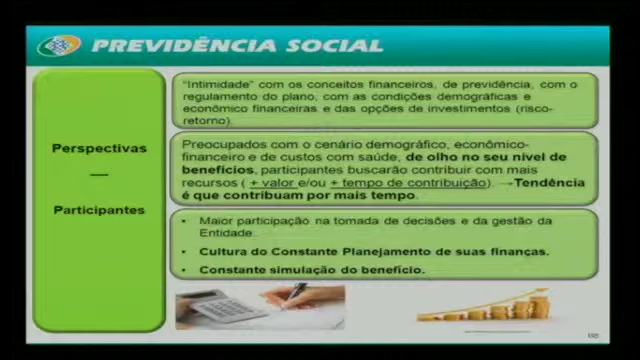 PREVIDÊNCIA SOCIAL
Perspectivas
—
Participantes
"Intimidade" com os conceitos financeiros, de previdência, com o
regulamento do plano, com as condições demográficas e
econômico financeiras e das opções de investimentos (risco-
retorno).
Preocupados com o cenário demográfico, econômico-
financeiro e de custos com saúde, de olho no seu nível de
benefícios, participantes buscarão contribuir com mais
recursos ( + valor e/ou + tempo de contribuição). →Tendência
é que contribuam por mais tempo.
• Maior participação na tomada de decisões e da gestão da
Entidade.
• Cultura do Constante Planejamento de suas finanças.
• Constante simulação do benefício.